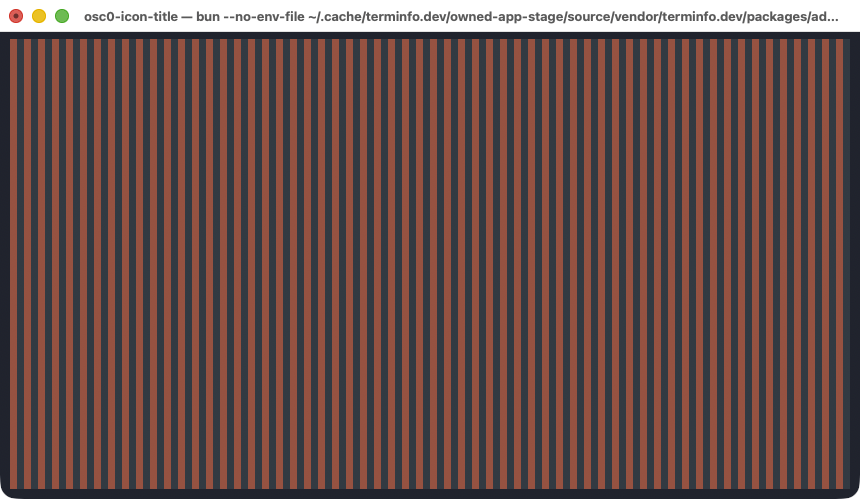 osc0-icon-title — bun --no-env-file ~/.cache/terminfo.dev/owned-app-stage/source/vendor/terminfo.dev/packages/ad...